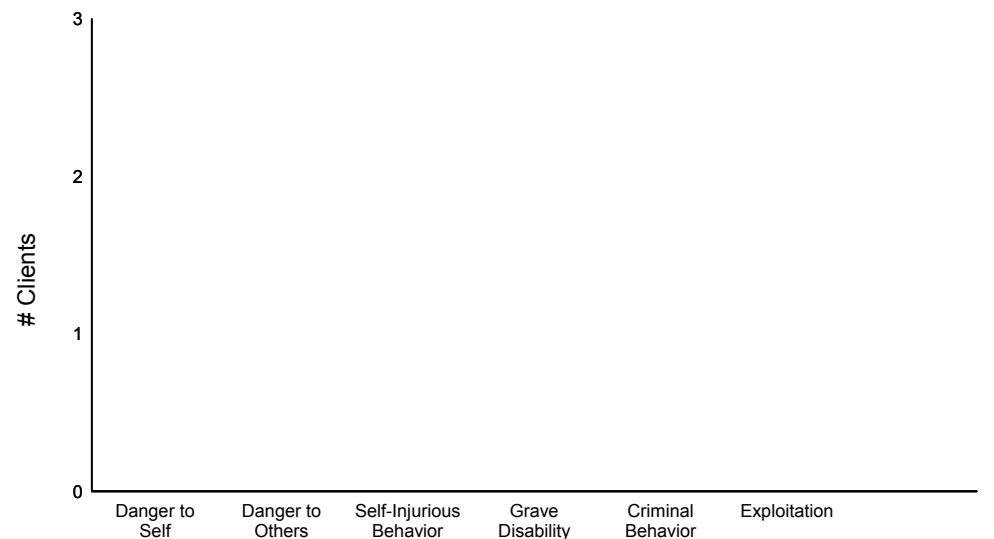 3
2
# Clients
1
0
Danger to Self
Danger to Others
Self-Injurious Behavior
Grave Disability
Criminal Behavior
Exploitation